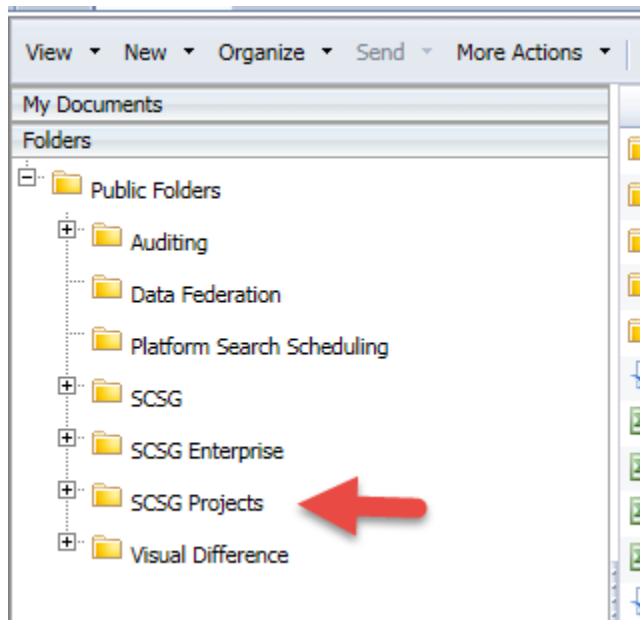 View New Organize Send More Actions
My Documents
Folders
Public Folders
Auditing
Data Federation
Platform Search Scheduling
SCSG
SCSG Enterprise
SCSG Projects
Visual Difference